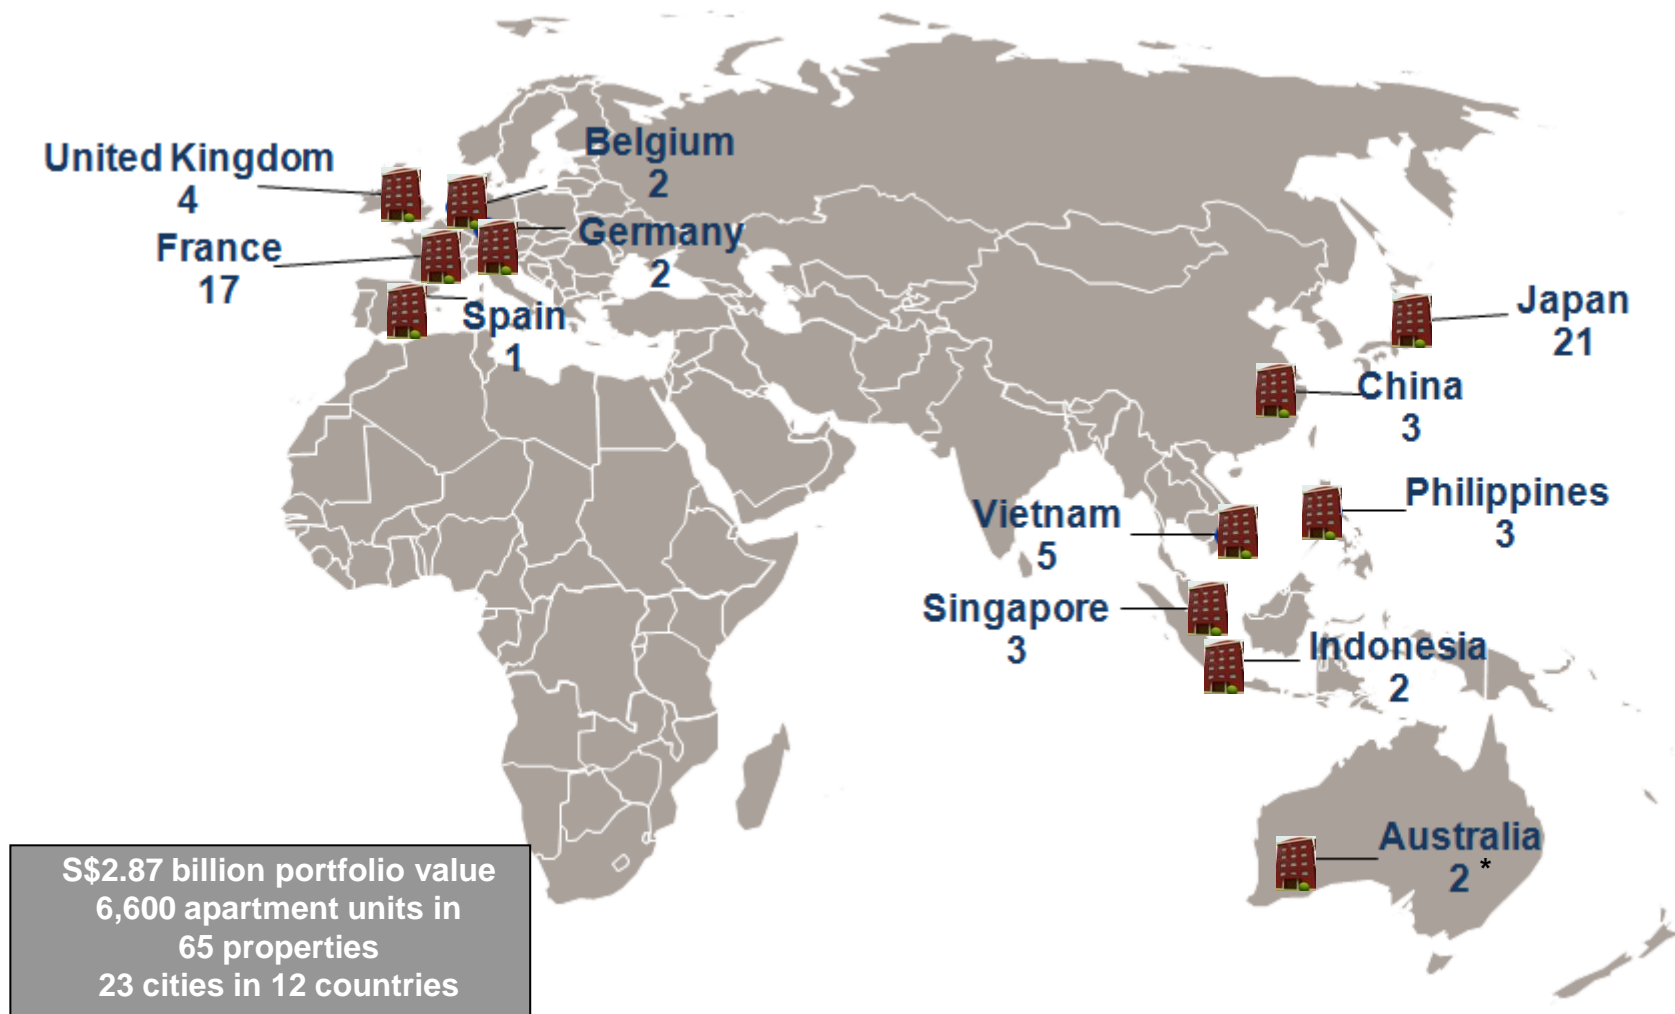 United Kingdom
4
Belgium
2
France
17
Germany
2
Spain
1
Japan
21
China
3
Philippines
3
Vietnam
5
Singapore
3
Indonesia
2
Australia
2 *
S$2.87 billion portfolio value
6,600 apartment units in
65 properties
23 cities in 12 countries